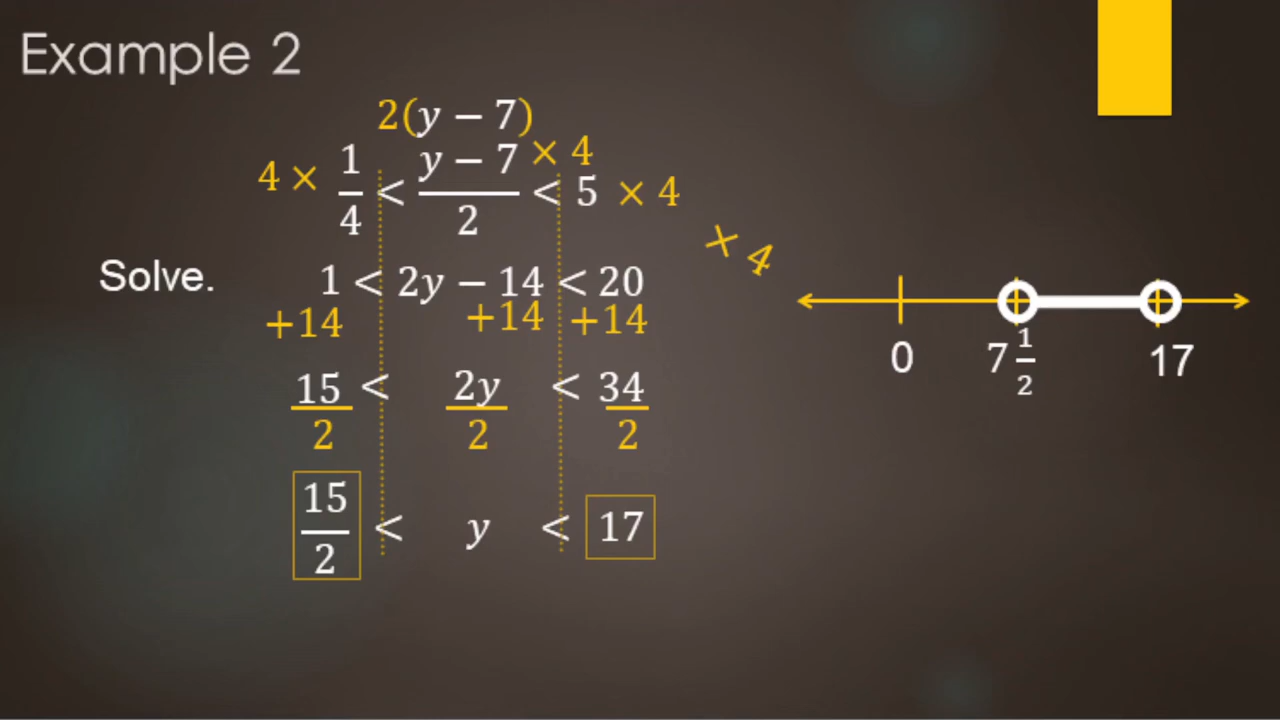 Example 2
2(y − 7)
4 × 1/4 < (y − 7)/2 × 4 < 5 × 4
× 4
Solve.
1 < 2y − 14 < 20
+14 +14 +14
15/2 < 2y/2 < 34/2
15/2 < y < 17
0 7 1/2 17